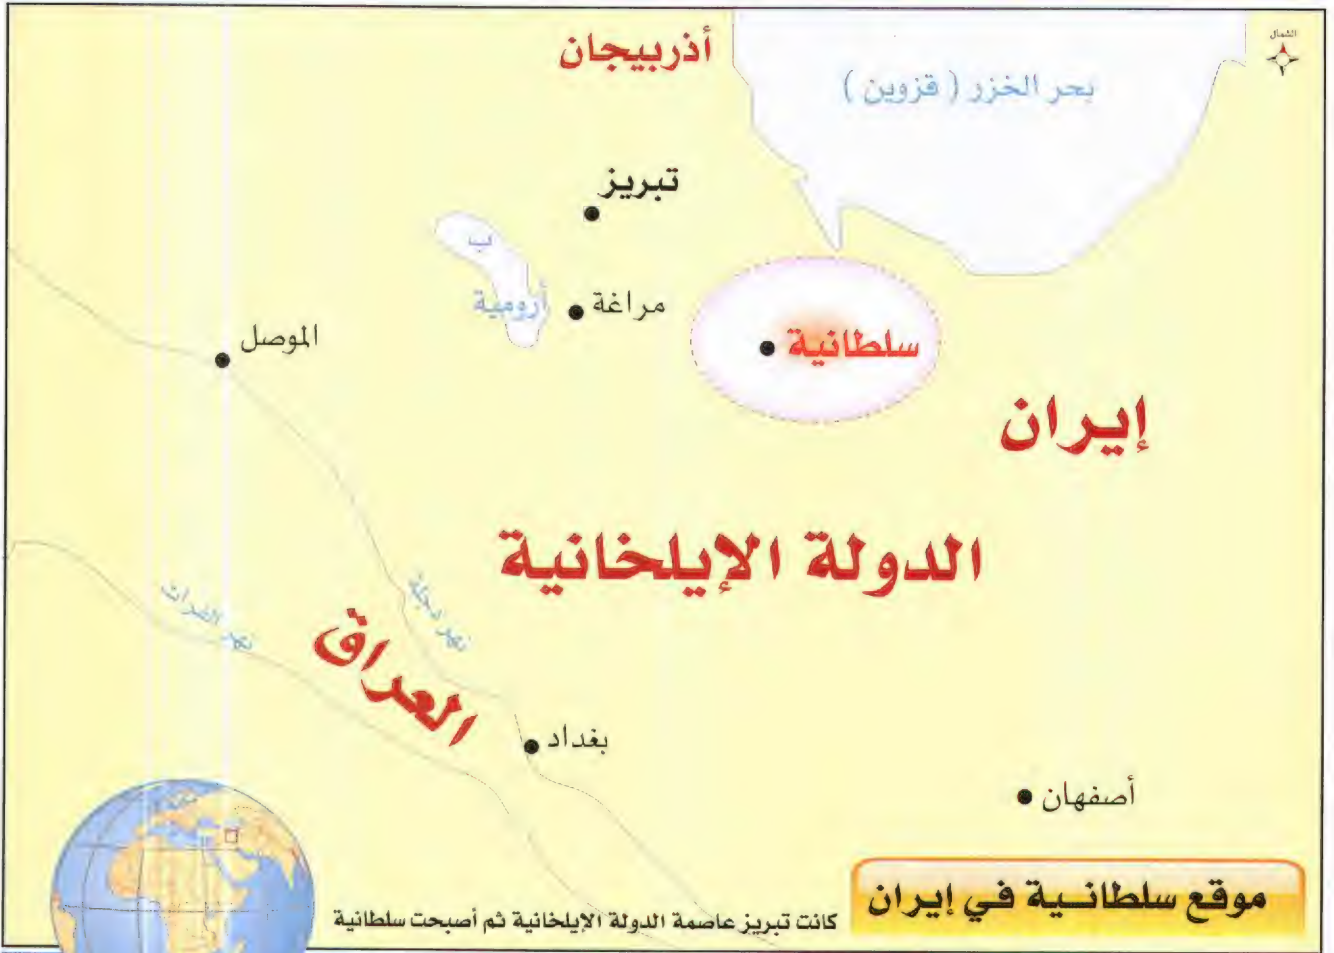 الشمال
أذربيجان
بحر الخزر ( قزوين )
تبريز
ب
أرومية
مراغة
الموصل
سلطانية
إيران
الدولة الإيلخانية
نهر دجلة
نهر الفرات
العراق
بغداد
أصفهان
موقع سلطانية في إيران
كانت تبريز عاصمة الدولة الإيلخانية ثم أصبحت سلطانية